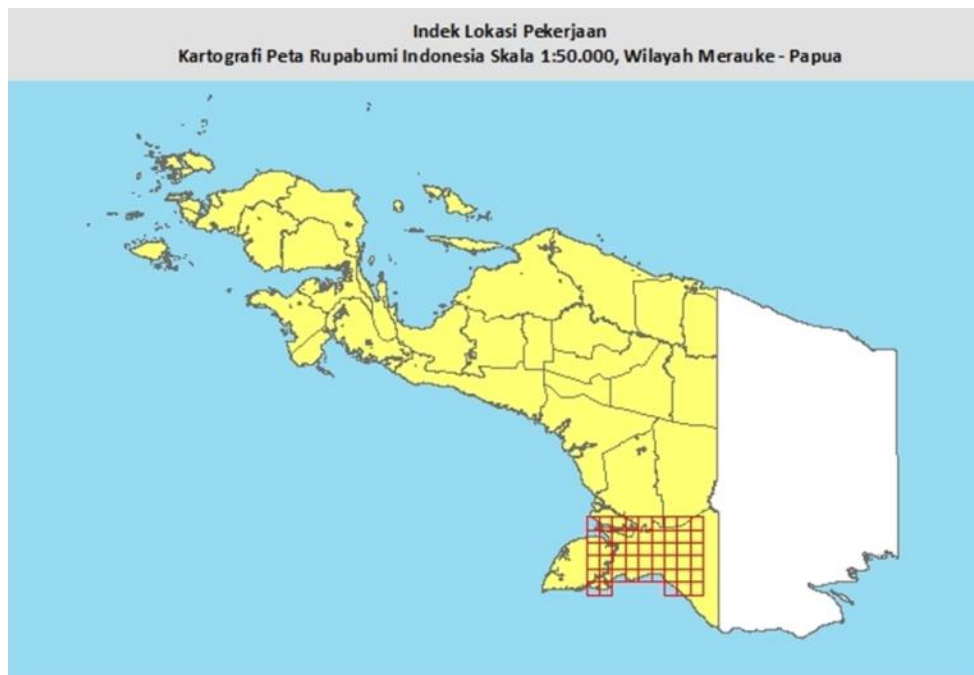 Indek Lokasi Pekerjaan
Kartografi Peta Rupabumi Indonesia Skala 1:50.000, Wilayah Merauke - Papua